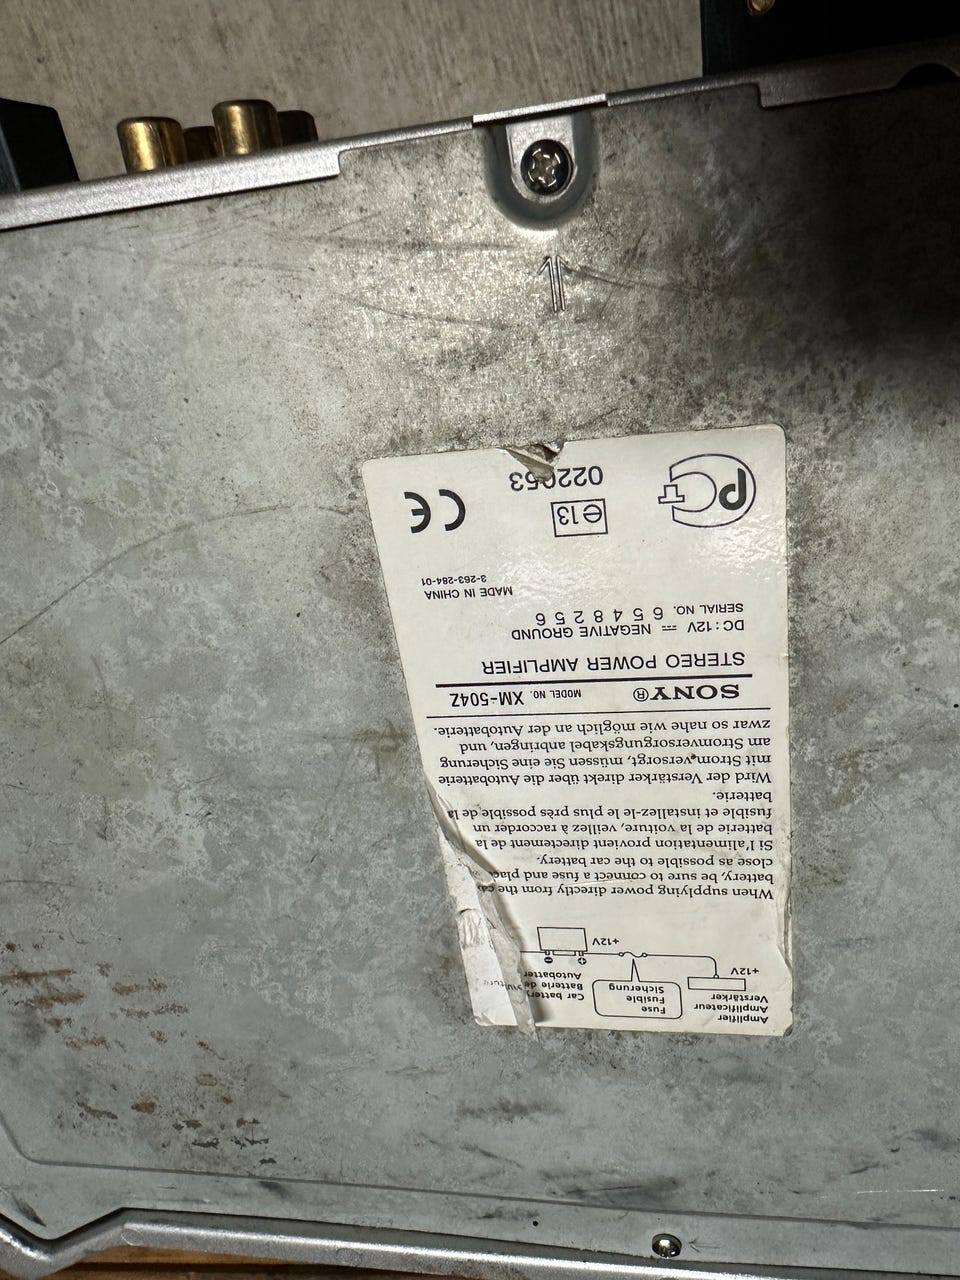 Amplifier
Amplificateur
Verstärker
Fuse
Fusible
Sicherung
Car battery
Batterie de
Autobatter
+12V
+12V
When supplying power directly from the
battery, be sure to connect a fuse and
close as possible to the car battery.
Si l'alimentation provient directement de la
batterie de la voiture, veillez à raccorder un
fusible et installez-le le plus près possible de la
batterie.
Wird der Verstärker direkt über die Autobatterie
mit Strom versorgt, müssen Sie eine Sicherung
am Stromversorgungskabel anbringen, und
zwar so nahe wie möglich an der Autobatterie.
SONY® MODEL NO. XM-504Z
STEREO POWER AMPLIFIER
DC:12V ⎓ NEGATIVE GROUND
SERIAL NO. 6548256
MADE IN CHINA
3-263-284-01
PCT e13 CE
022053